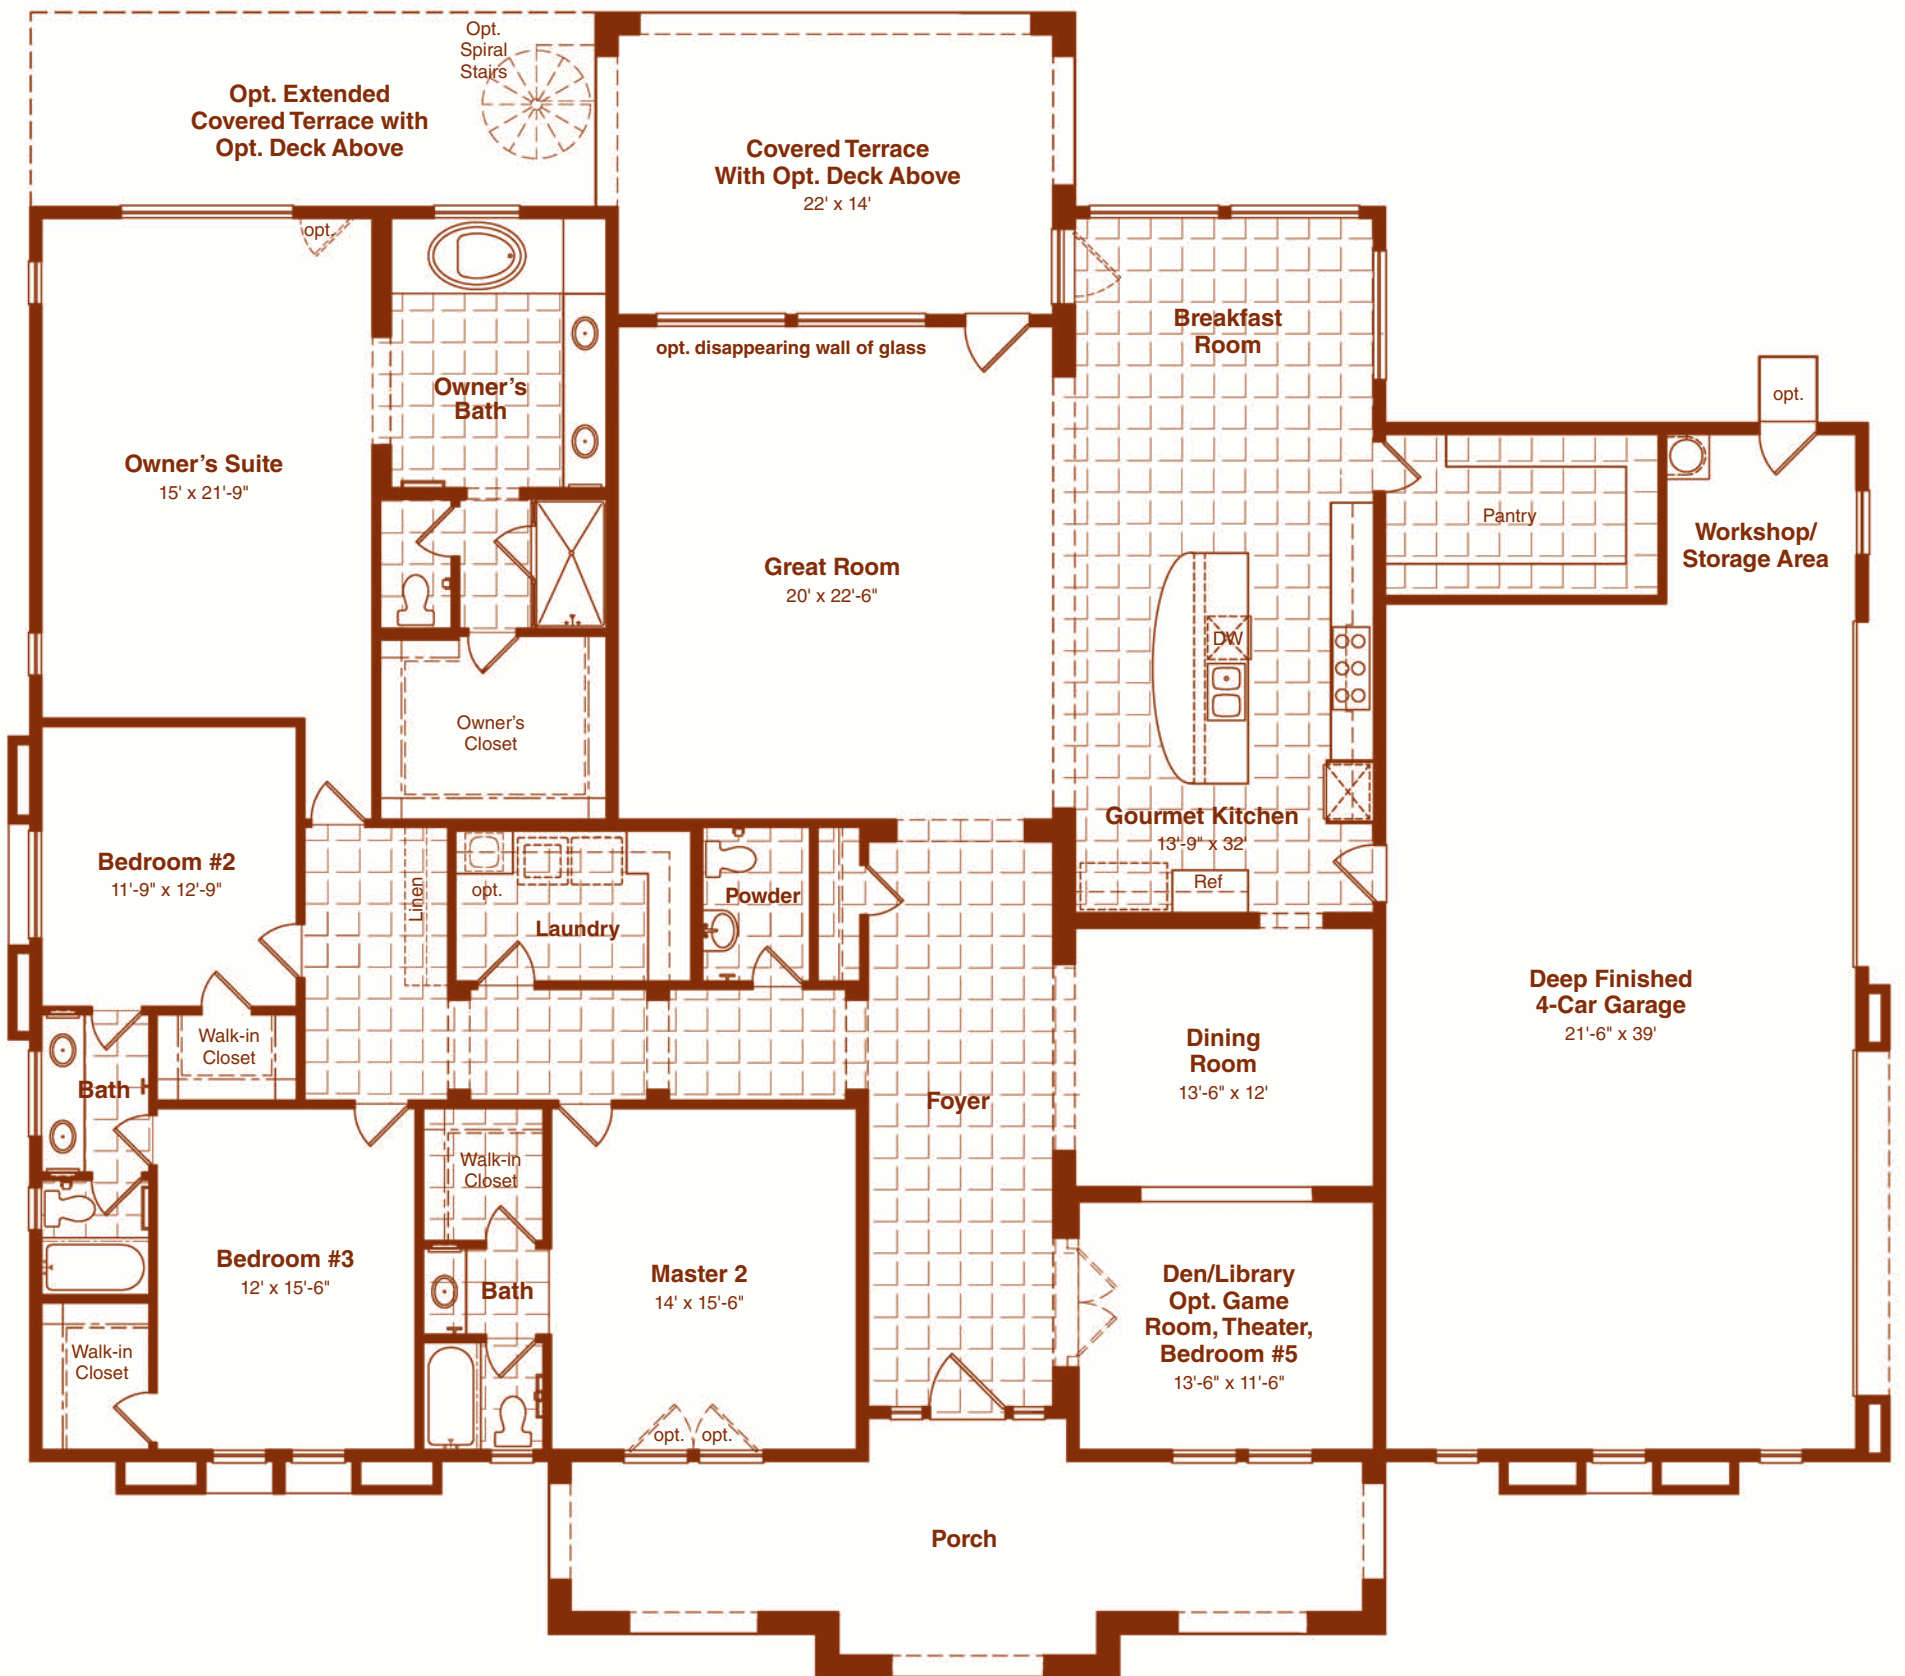 Opt.
Spiral
Stairs
Opt. Extended
Covered Terrace with
Opt. Deck Above
Covered Terrace
With Opt. Deck Above
22' x 14'
opt.
opt. disappearing wall of glass
Breakfast
Room
Owner's
Bath
opt.
Owner's Suite
15' x 21'-9"
Pantry
Workshop/
Storage Area
Great Room
20' x 22'-6"
DW
Owner's
Closet
Gourmet Kitchen
13'-9" x 32'
Bedroom #2
11'-9" x 12'-9"
Linen
opt.
Laundry
Powder
Ref
Deep Finished
4-Car Garage
21'-6" x 39'
Walk-in
Closet
Bath
Dining
Room
13'-6" x 12'
Foyer
Walk-in
Closet
Bedroom #3
12' x 15'-6"
Bath
Master 2
14' x 15'-6"
Den/Library
Opt. Game
Room, Theater,
Bedroom #5
13'-6" x 11'-6"
Walk-in
Closet
opt.
opt.
Porch